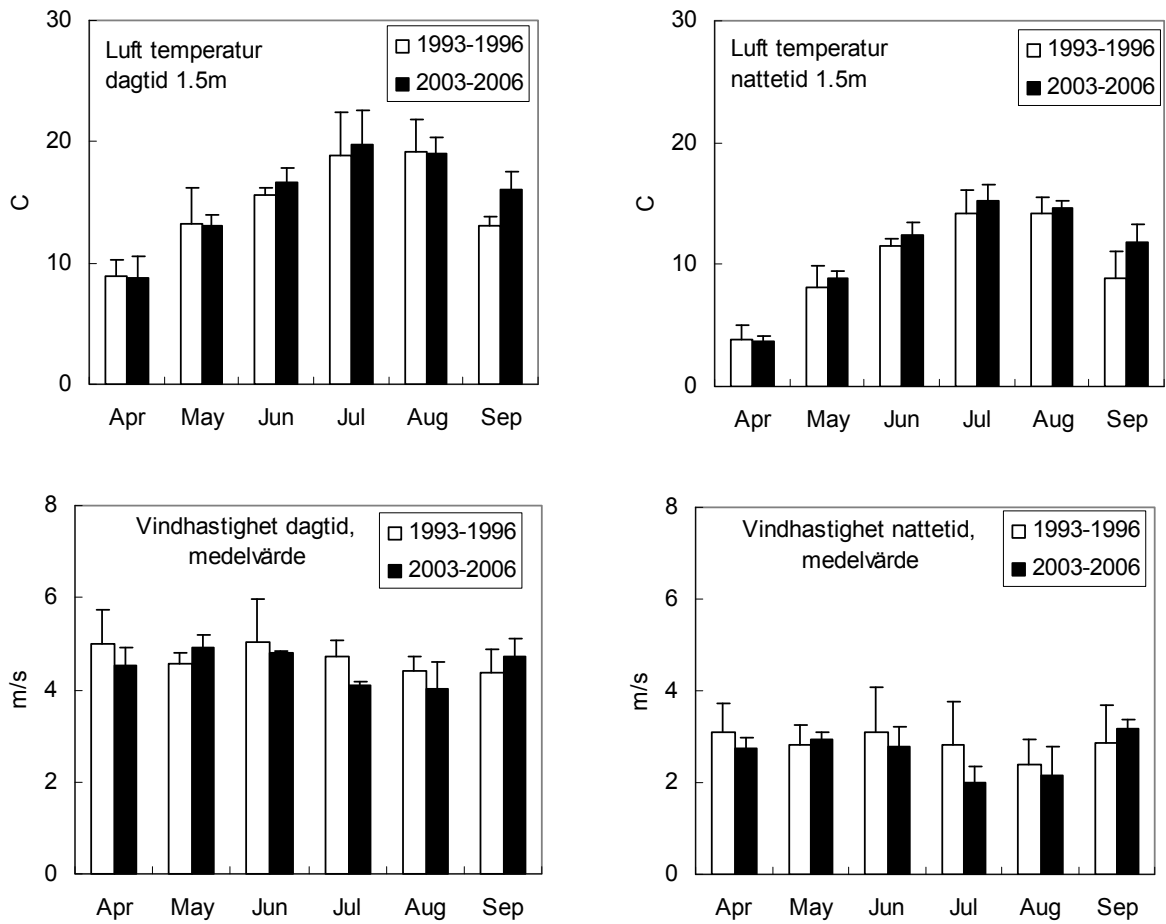 30
20
10
0
C
Luft temperatur
dagtid 1.5m
1993-1996
2003-2006
Apr May Jun Jul Aug Sep
30
20
10
0
C
Luft temperatur
nattetid 1.5m
1993-1996
2003-2006
Apr May Jun Jul Aug Sep
8
6
4
2
0
m/s
Vindhastighet dagtid,
medelvärde
1993-1996
2003-2006
Apr May Jun Jul Aug Sep
8
6
4
2
0
m/s
Vindhastighet nattetid,
medelvärde
1993-1996
2003-2006
Apr May Jun Jul Aug Sep